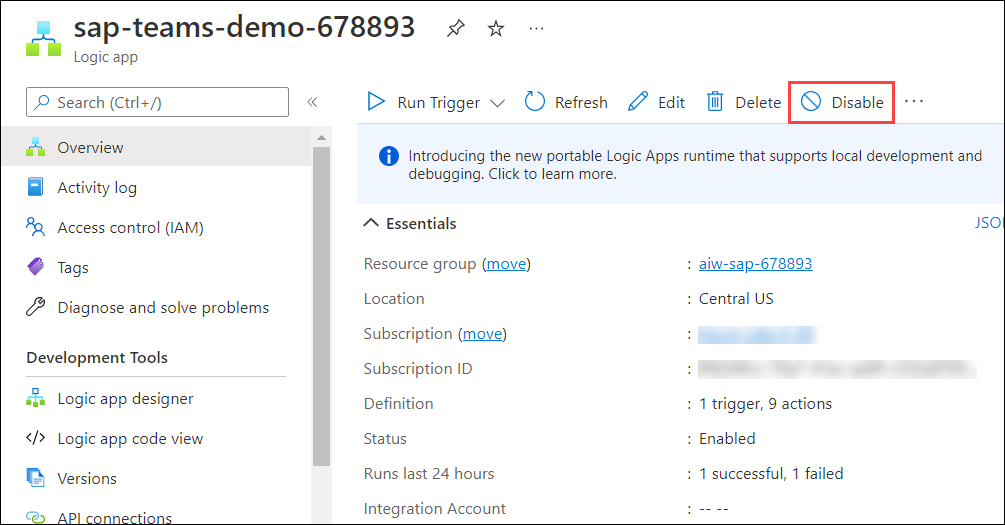 sap-teams-demo-678893
Logic app
Search (Ctrl+/)
«
Run Trigger
Refresh
Edit
Delete
Disable
...
Overview
Activity log
Access control (IAM)
Tags
Diagnose and solve problems
Development Tools
Logic app designer
Logic app code view
Versions
API connections
Introducing the new portable Logic Apps runtime that supports local development and
debugging. Click to learn more.
Essentials
JSO
Resource group (move) : aiw-sap-678893
Location : Central US
Subscription (move) :
Subscription ID :
Definition : 1 trigger, 9 actions
Status : Enabled
Runs last 24 hours : 1 successful, 1 failed
Integration Account : -- --